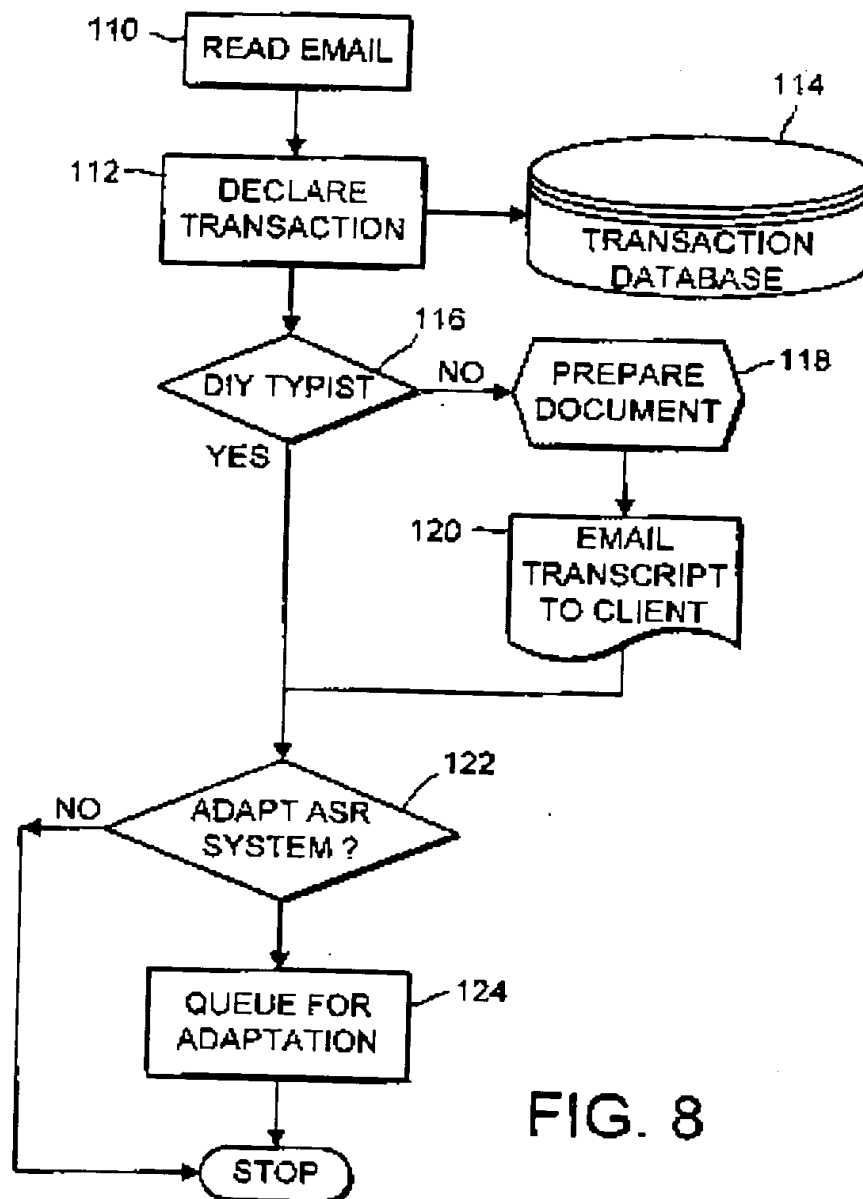 110
READ EMAIL
114
112
DECLARE
TRANSACTION
TRANSACTION
DATABASE
116
DIY TYPIST
NO
PREPARE
DOCUMENT
118
YES
120
EMAIL
TRANSCRIPT
TO CLIENT
122
NO
ADAPT ASR
SYSTEM ?
QUEUE FOR
ADAPTATION
124
FIG. 8
STOP